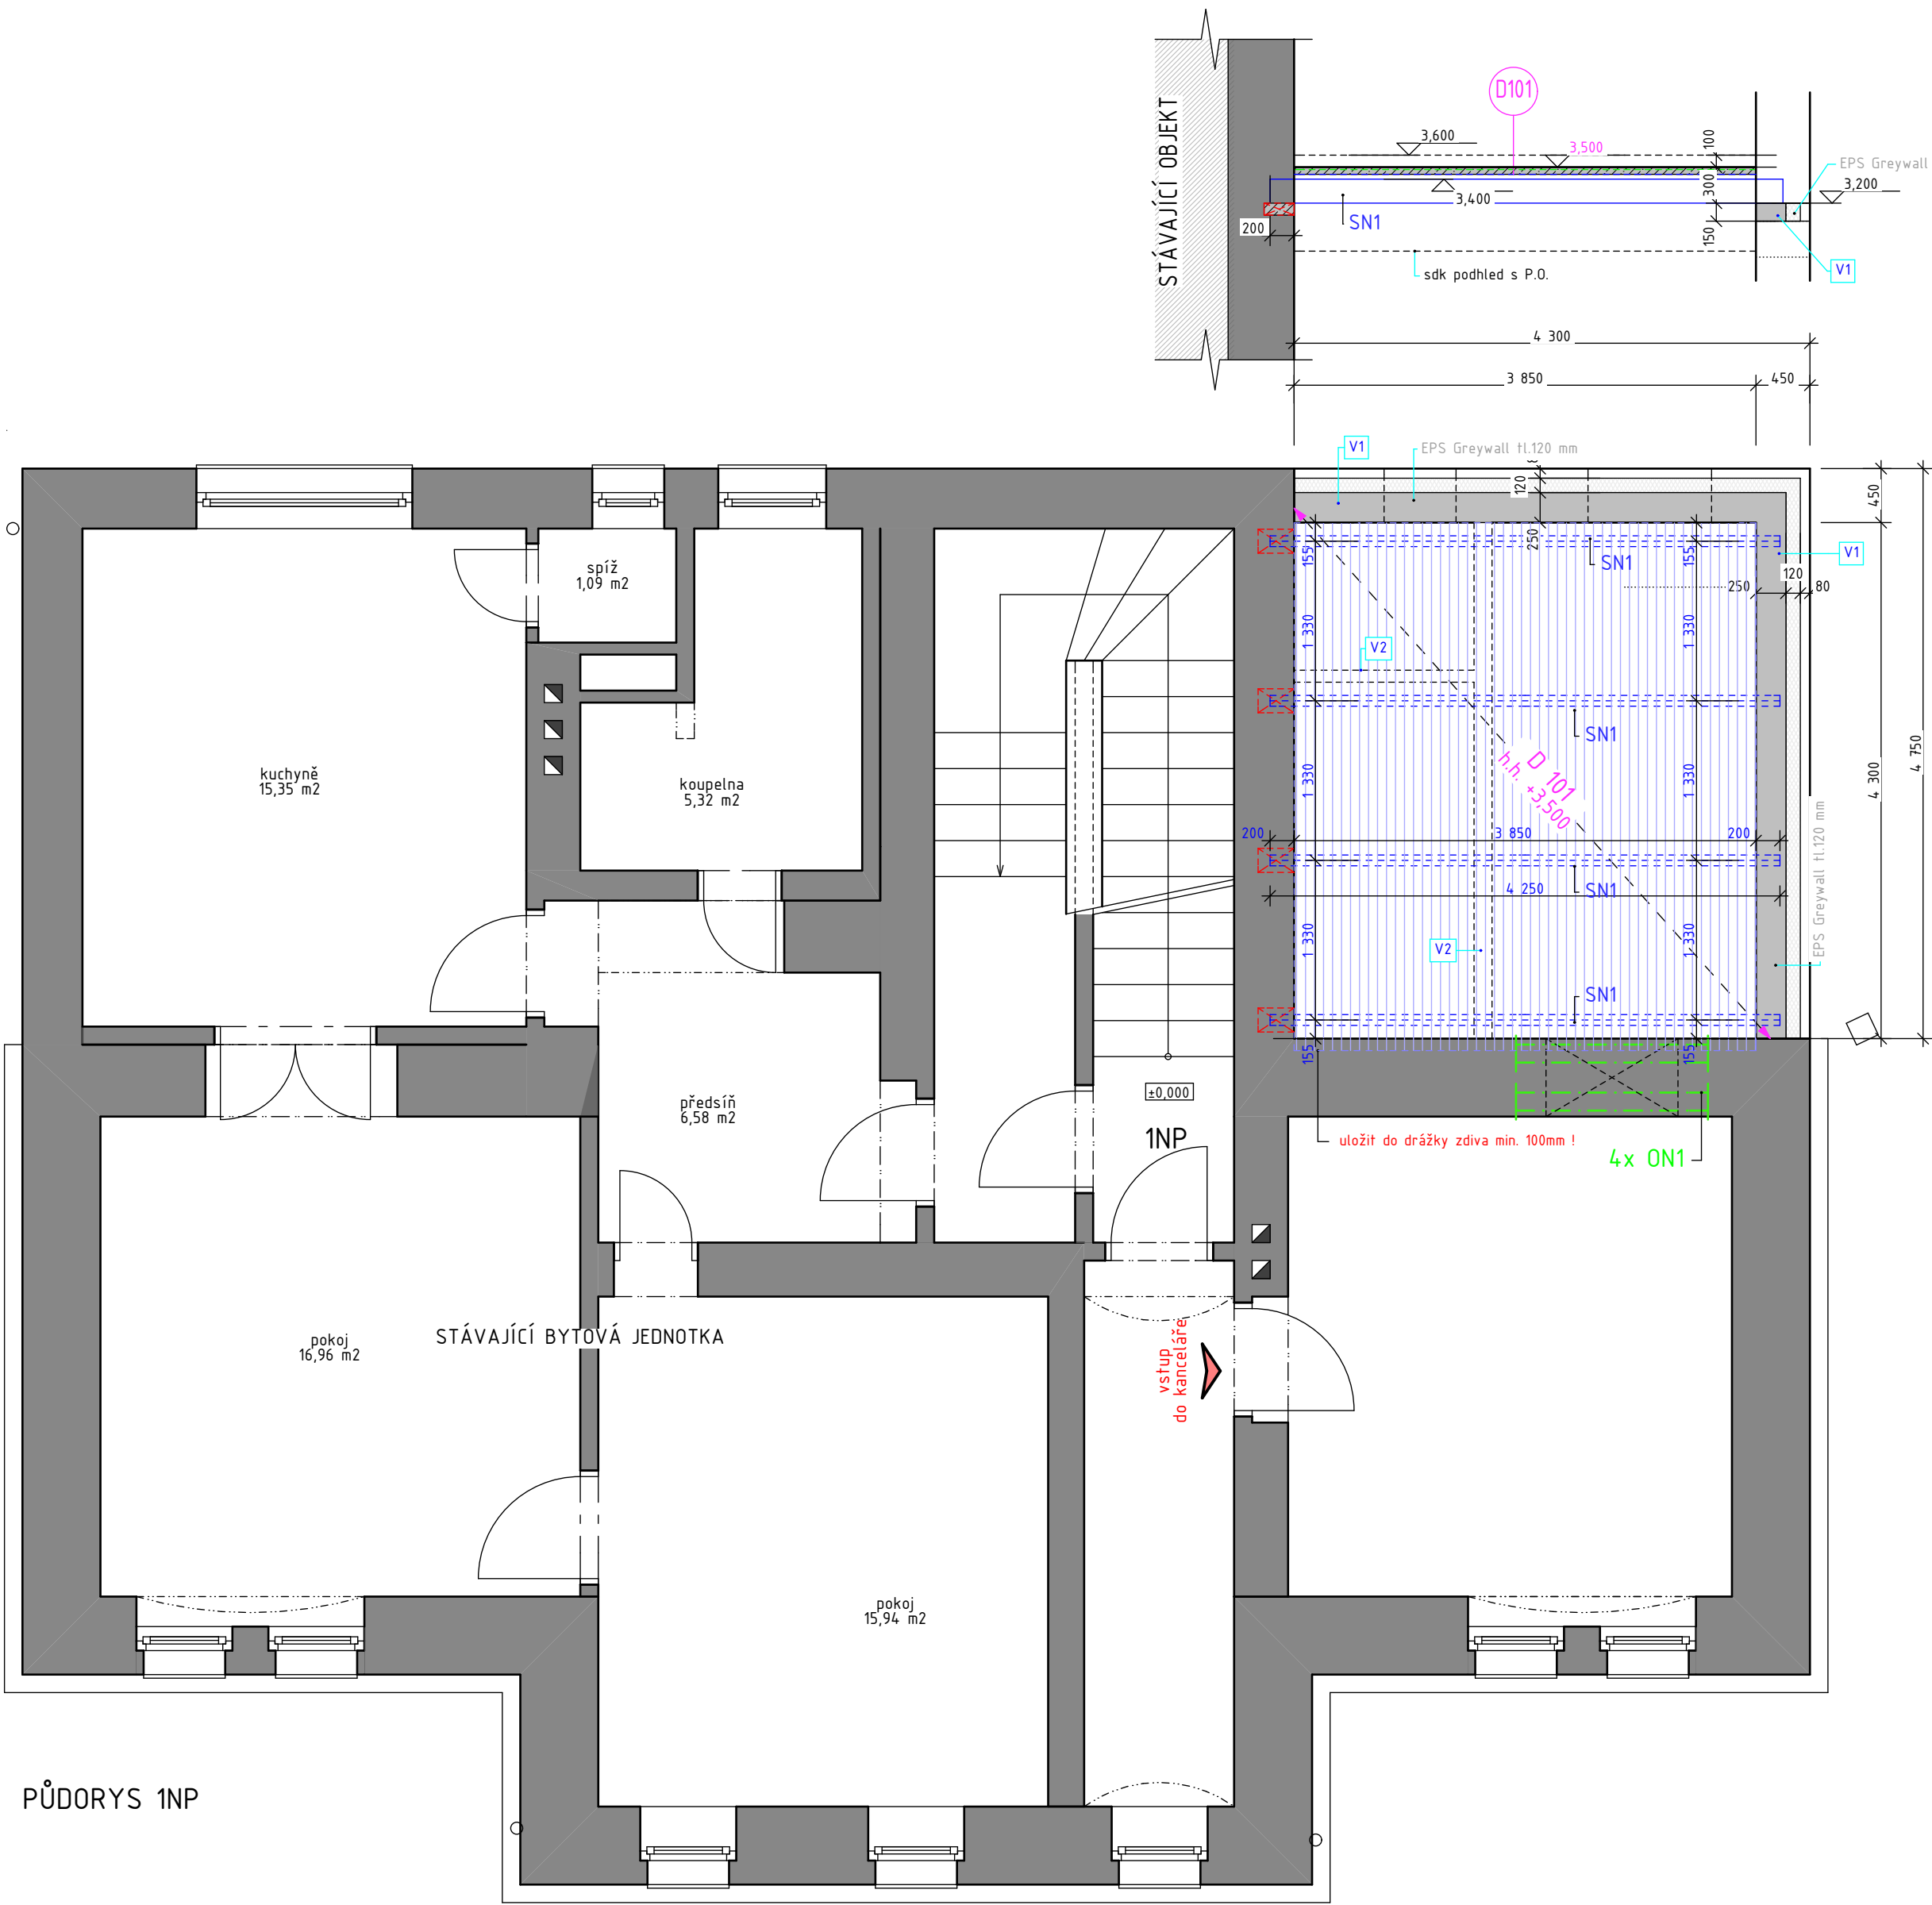 D101
3,600
3,500
100
EPS Greywall
300
3,200
3,400
STÁVAJÍCÍ OBJEKT
SN1
200
150
V1
sdk podhled s P.O.
4 300
3 850
450
V1
EPS Greywall tl.120 mm
120
450
250
155
SN1
155
V1
120
250
80
spíž
1,09 m2
1 330
1 330
V2
SN1
kuchyně
15,35 m2
koupelna
5,32 m2
D 101
h.h. +3,500
1 330
1 330
4 300
4 750
200
3 850
200
EPS Greywall tl.120 mm
4 250
SN1
1 330
1 330
V2
SN1
155
155
±0,000
předsíň
6,58 m2
1NP
uložit do drážky zdiva min. 100mm !
4x ON1
pokoj
16,96 m2
STÁVAJÍCÍ BYTOVÁ JEDNOTKA
vstup
do kanceláře
pokoj
15,94 m2
PŮDORYS 1NP